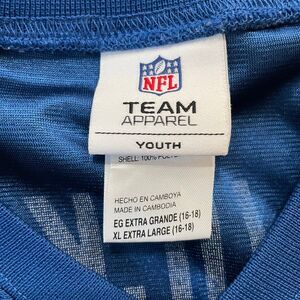 NFL
TEAM
APPAREL
YOUTH
SHELL: 100%
HECHO EN CAMBOYA
MADE IN CAMBODIA
EG EXTRA GRANDE (16-18)
XL EXTRA LARGE (16-18)